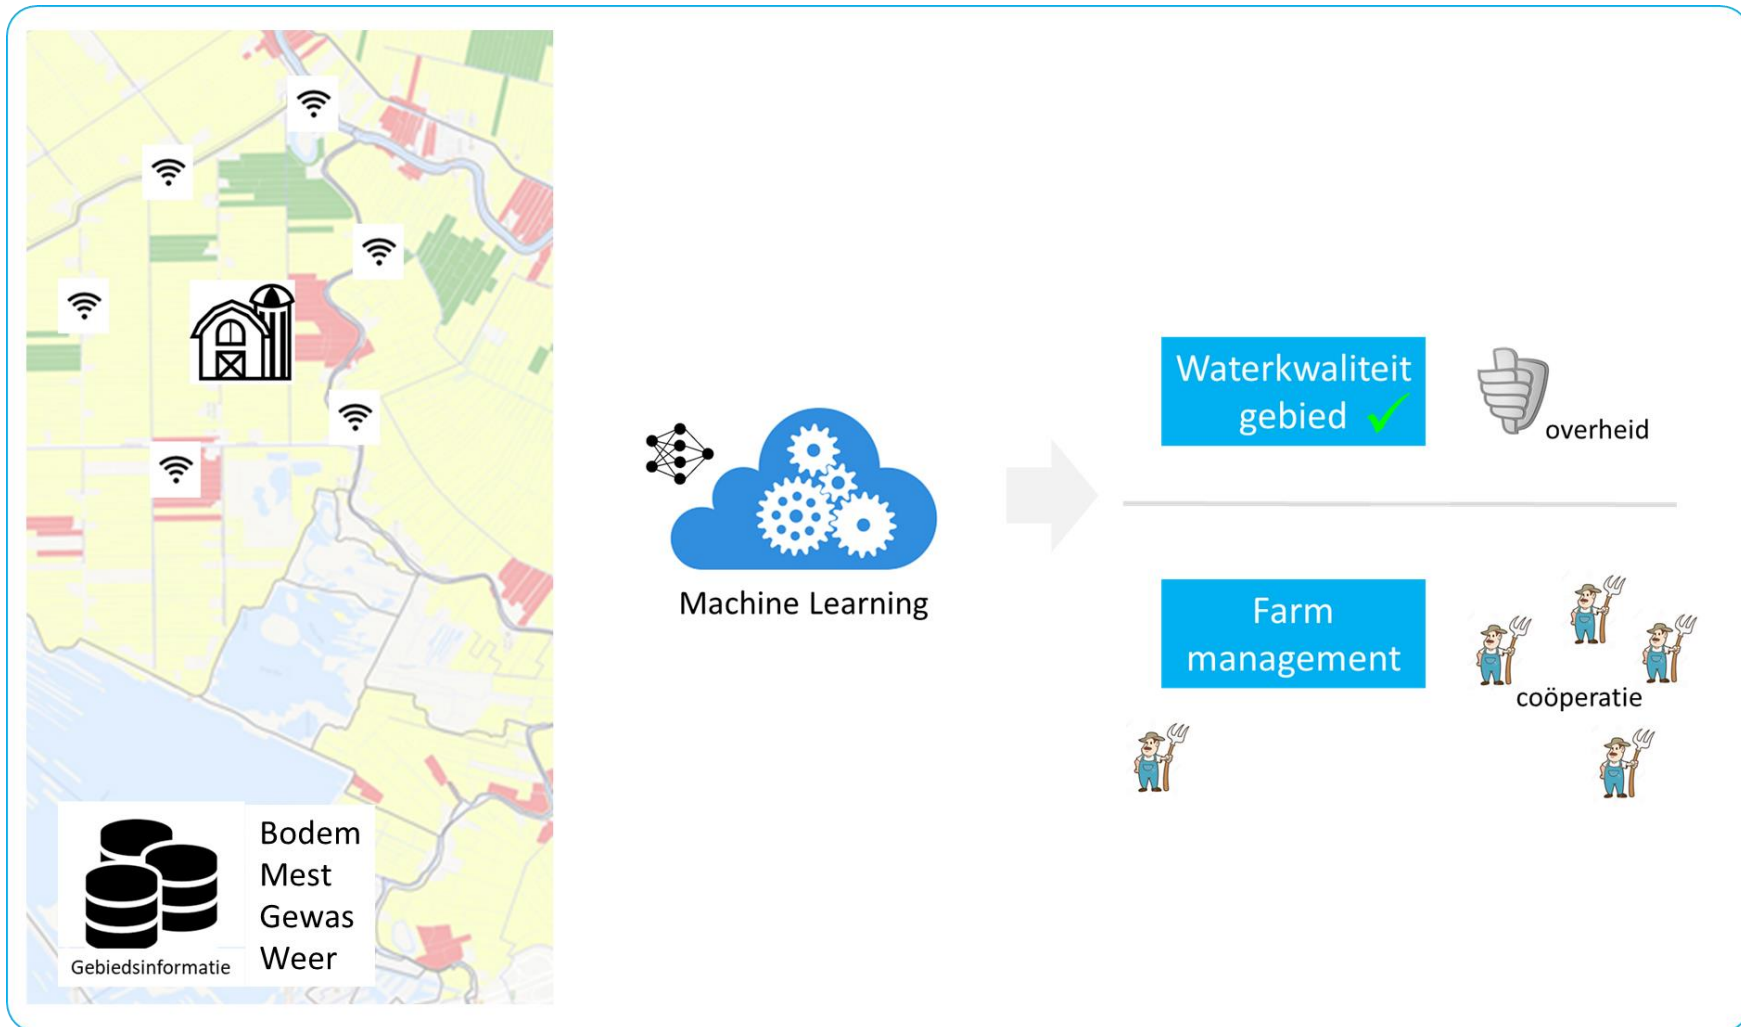 Bodem
Mest
Gewas
Weer
Gebiedsinformatie
Machine Learning
Waterkwaliteit
gebied
overheid
Farm
management
coöperatie